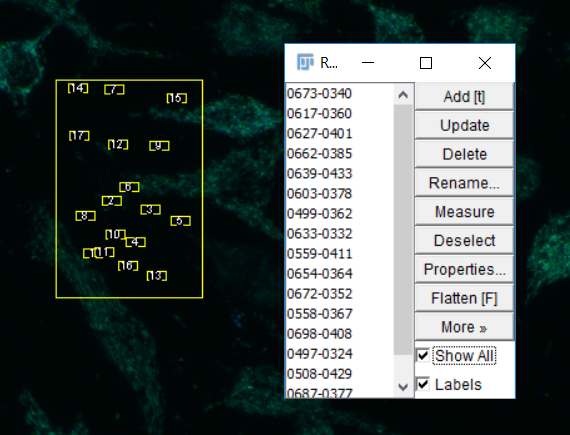 R...
14 7
15
0673-0340
0617-0360
0627-0401
0662-0385
0639-0433
0603-0378
0499-0362
0633-0332
0559-0411
0654-0364
0672-0352
0558-0367
0698-0408
0497-0324
0508-0429
0687-0377
17
12 9
6
2
3
8
5
10
4
11
16
13
Add [t]
Update
Delete
Rename...
Measure
Deselect
Properties...
Flatten [F]
More »
Show All
Labels